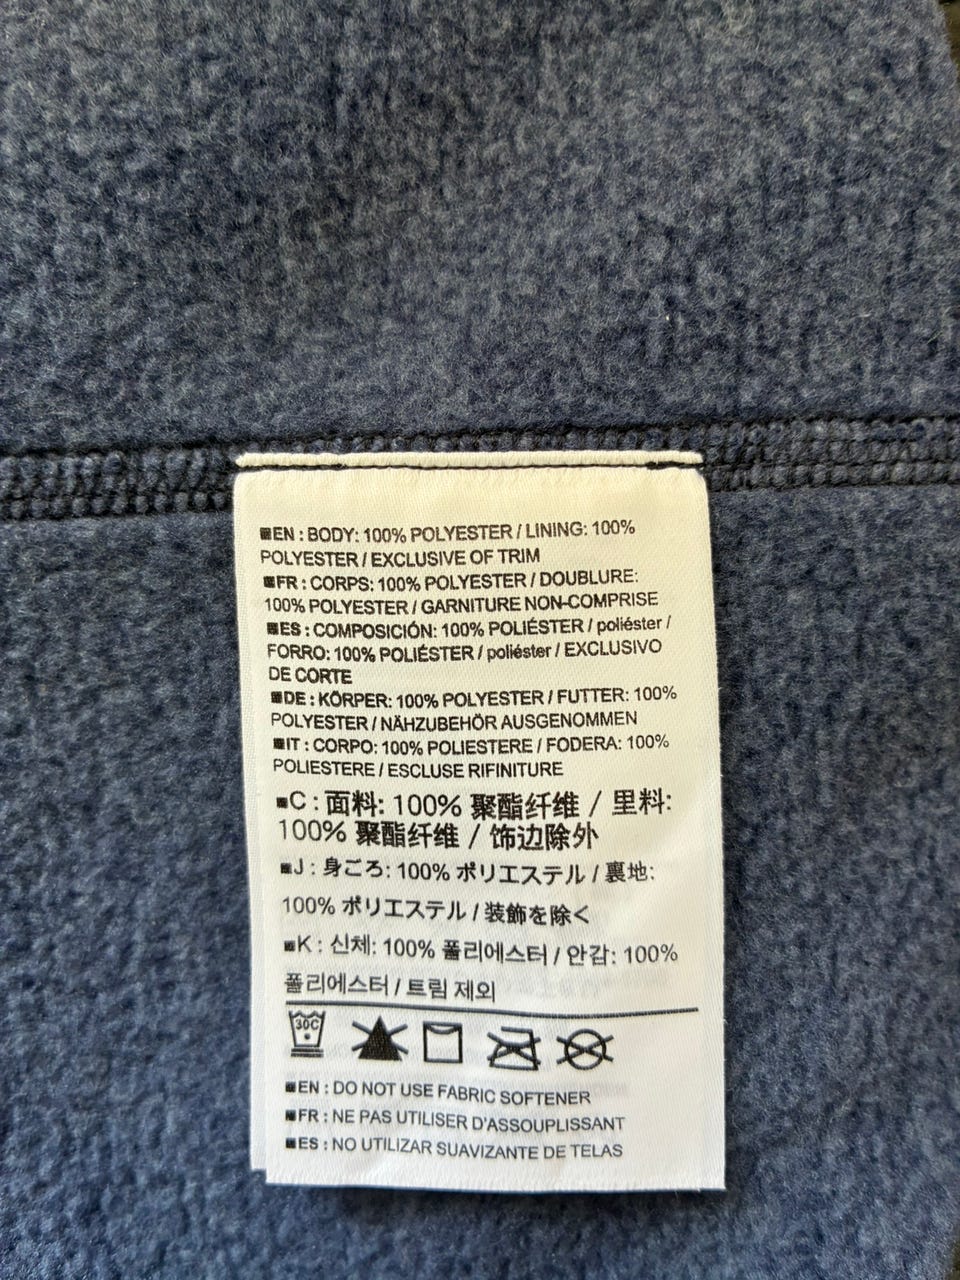 ■EN : BODY: 100% POLYESTER / LINING: 100%
POLYESTER / EXCLUSIVE OF TRIM
■FR : CORPS: 100% POLYESTER / DOUBLURE:
100% POLYESTER / GARNITURE NON-COMPRISE
■ES : COMPOSICIÓN: 100% POLIÉSTER / poliéster /
FORRO: 100% POLIÉSTER / poliéster / EXCLUSIVO
DE CORTE
■DE : KÖRPER: 100% POLYESTER / FUTTER: 100%
POLYESTER / NÄHZUBEHÖR AUSGENOMMEN
■IT : CORPO: 100% POLIESTERE / FODERA: 100%
POLIESTERE / ESCLUSE RIFINITURE
■C : 面料: 100% 聚酯纤维 / 里料:
100% 聚酯纤维 / 饰边除外
■J : 身ごろ: 100% ポリエステル / 裏地:
100% ポリエステル / 装飾を除く
■K : 신체: 100% 폴리에스터 / 안감: 100%
폴리에스터 / 트림 제외
30C
■EN : DO NOT USE FABRIC SOFTENER
■FR : NE PAS UTILISER D'ASSOUPLISSANT
■ES : NO UTILIZAR SUAVIZANTE DE TELAS